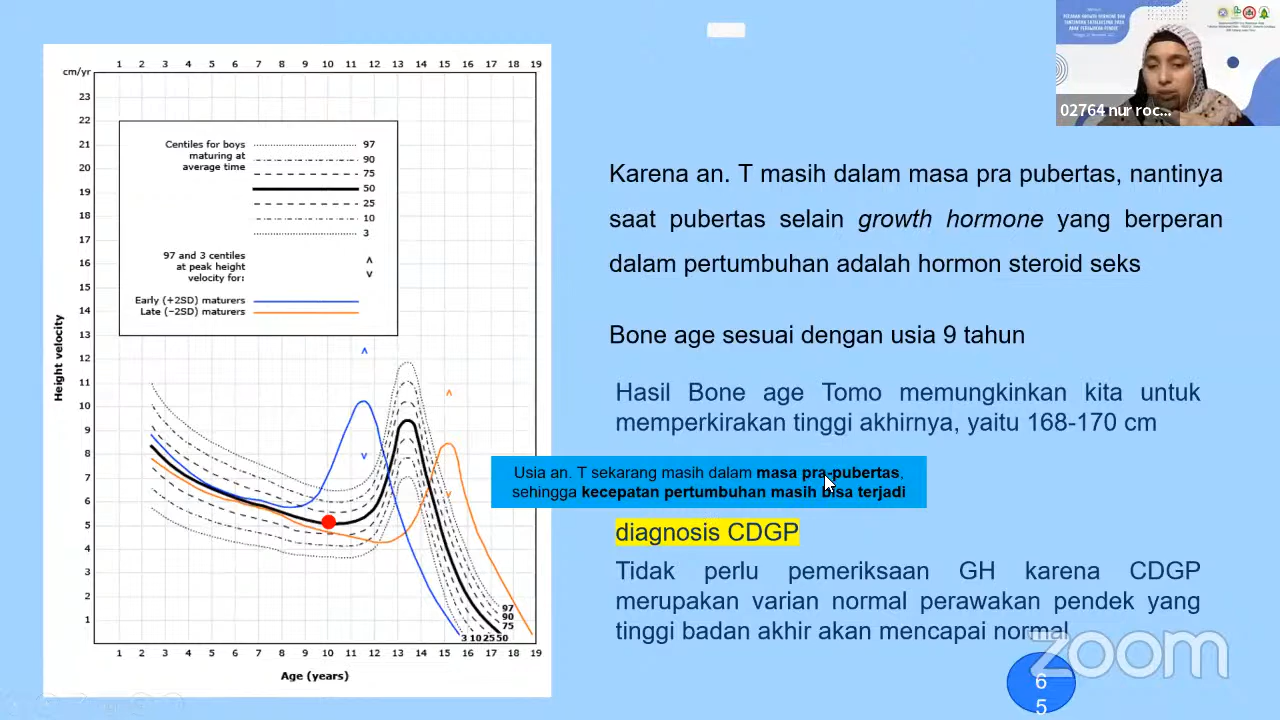 1 2 3 4 5 6 7 8 9 10 11 12 13 14 15 16 17 18 19
cm/yr
23
22
21
20
19
18
17
16
15
14
13
12
11
10
9
8
7
6
5
4
3
2
1
Height velocity
Centiles for boys
maturing at
average time
97
90
75
50
25
10
3
97 and 3 centiles
at peak height
velocity for:
Early (+2SD) maturers
Late (−2SD) maturers
97
90
75
3 10 25 50
1 2 3 4 5 6 7 8 9 10 11 12 13 14 15 16 17 18 19
Age (years)
02764 nur roc...
Karena an. T masih dalam masa pra pubertas, nantinya
saat pubertas selain growth hormone yang berperan
dalam pertumbuhan adalah hormon steroid seks
Bone age sesuai dengan usia 9 tahun
Hasil Bone age Tomo memungkinkan kita untuk
memperkirakan tinggi akhirnya, yaitu 168-170 cm
Usia an. T sekarang masih dalam masa pra-pubertas,
sehingga kecepatan pertumbuhan masih bisa terjadi
diagnosis CDGP
Tidak perlu pemeriksaan GH karena CDGP
merupakan varian normal perawakan pendek yang
tinggi badan akhir akan mencapai normal
zoom
6
5